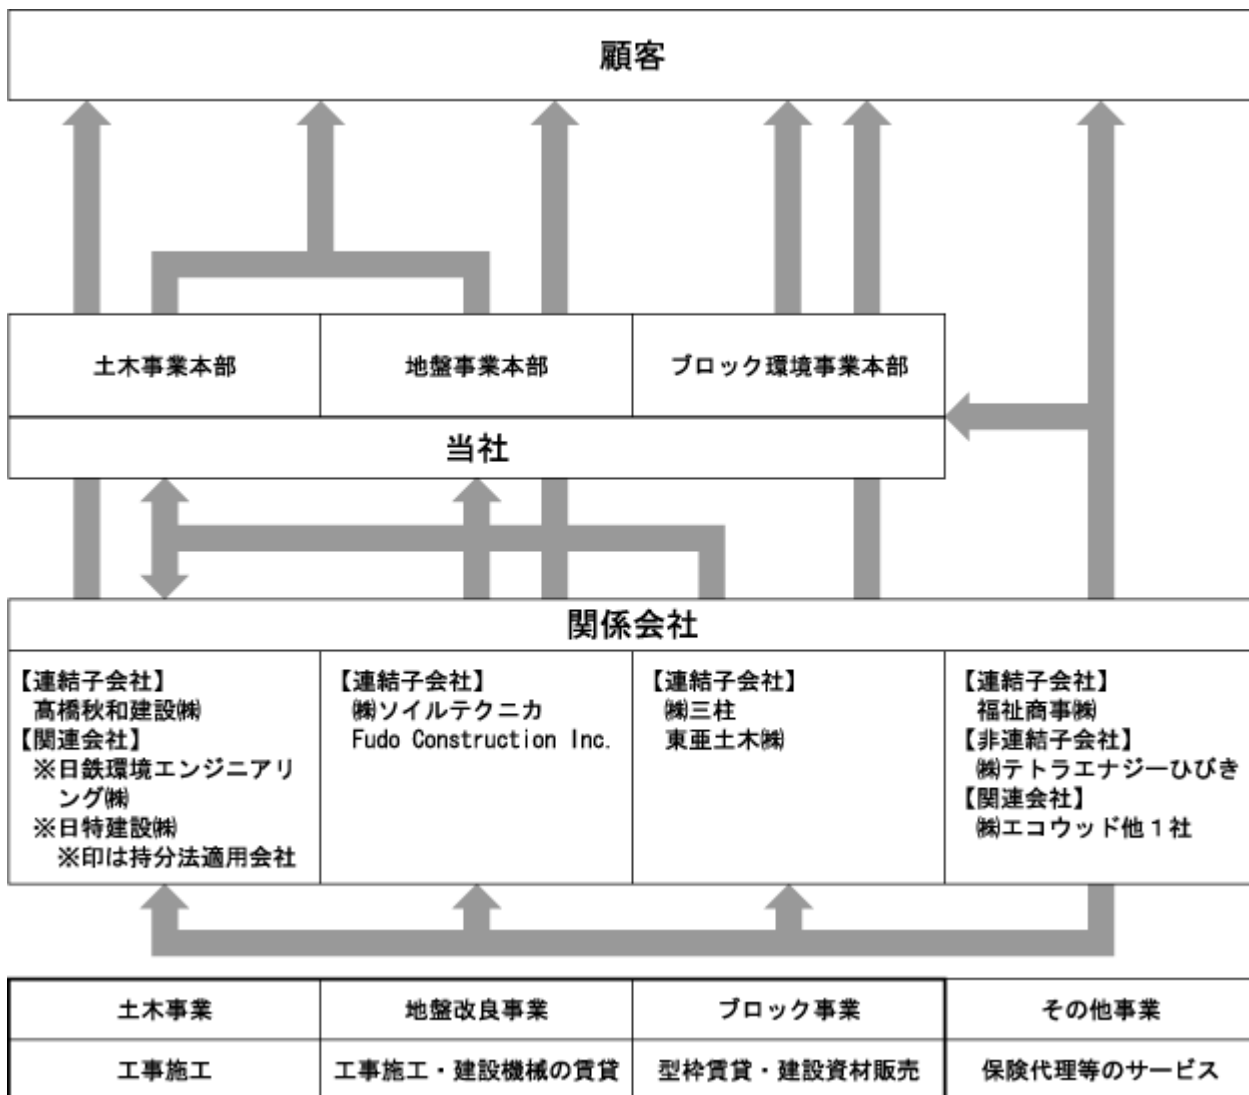 顧客
土木事業本部
地盤事業本部
ブロック環境事業本部
当社
関係会社
【連結子会社】
髙橋秋和建設㈱
【関連会社】
※日鉄環境エンジニアリ
ング㈱
※日特建設㈱
※印は持分法適用会社
【連結子会社】
㈱ソイルテクニカ
Fudo Construction Inc.
【連結子会社】
㈱三柱
東亜土木㈱
【連結子会社】
福祉商事㈱
【非連結子会社】
㈱テトラエナジーひびき
【関連会社】
㈱エコウッド他１社
土木事業
地盤改良事業
ブロック事業
その他事業
工事施工
工事施工・建設機械の賃貸
型枠賃貸・建設資材販売
保険代理等のサービス